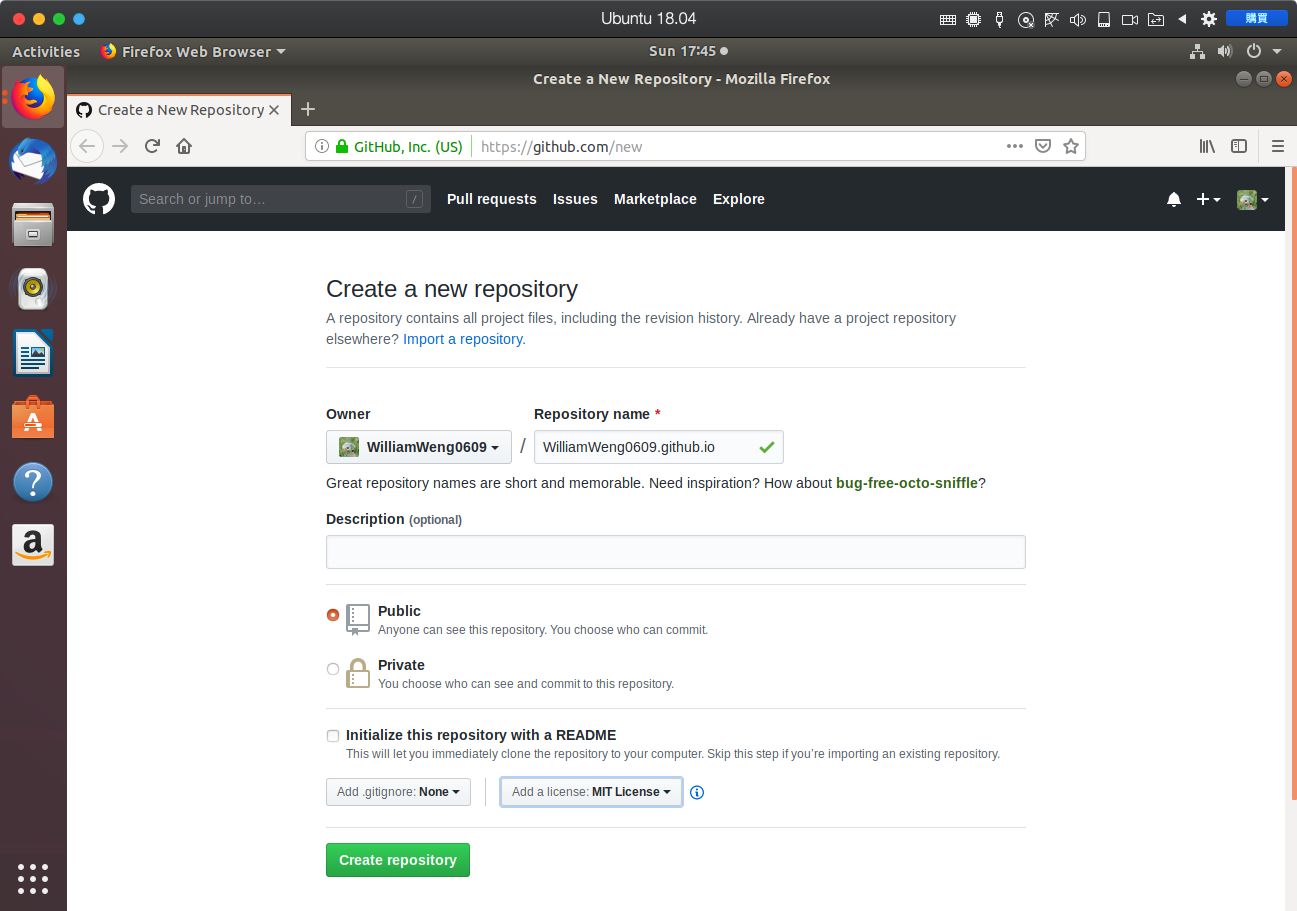 Ubuntu 18.04
購買
Activities
Firefox Web Browser
Sun 17:45
Create a New Repository - Mozilla Firefox
Create a New Repository
GitHub, Inc. (US)
https://github.com/new
Search or jump to…
/
Pull requests
Issues
Marketplace
Explore
Create a new repository
A repository contains all project files, including the revision history. Already have a project repository
elsewhere? Import a repository.
Owner
Repository name *
WilliamWeng0609
/
WilliamWeng0609.github.io
Great repository names are short and memorable. Need inspiration? How about bug-free-octo-sniffle?
Description (optional)
Public
Anyone can see this repository. You choose who can commit.
Private
You choose who can see and commit to this repository.
Initialize this repository with a README
This will let you immediately clone the repository to your computer. Skip this step if you're importing an existing repository.
Add .gitignore: None
Add a license: MIT License
Create repository